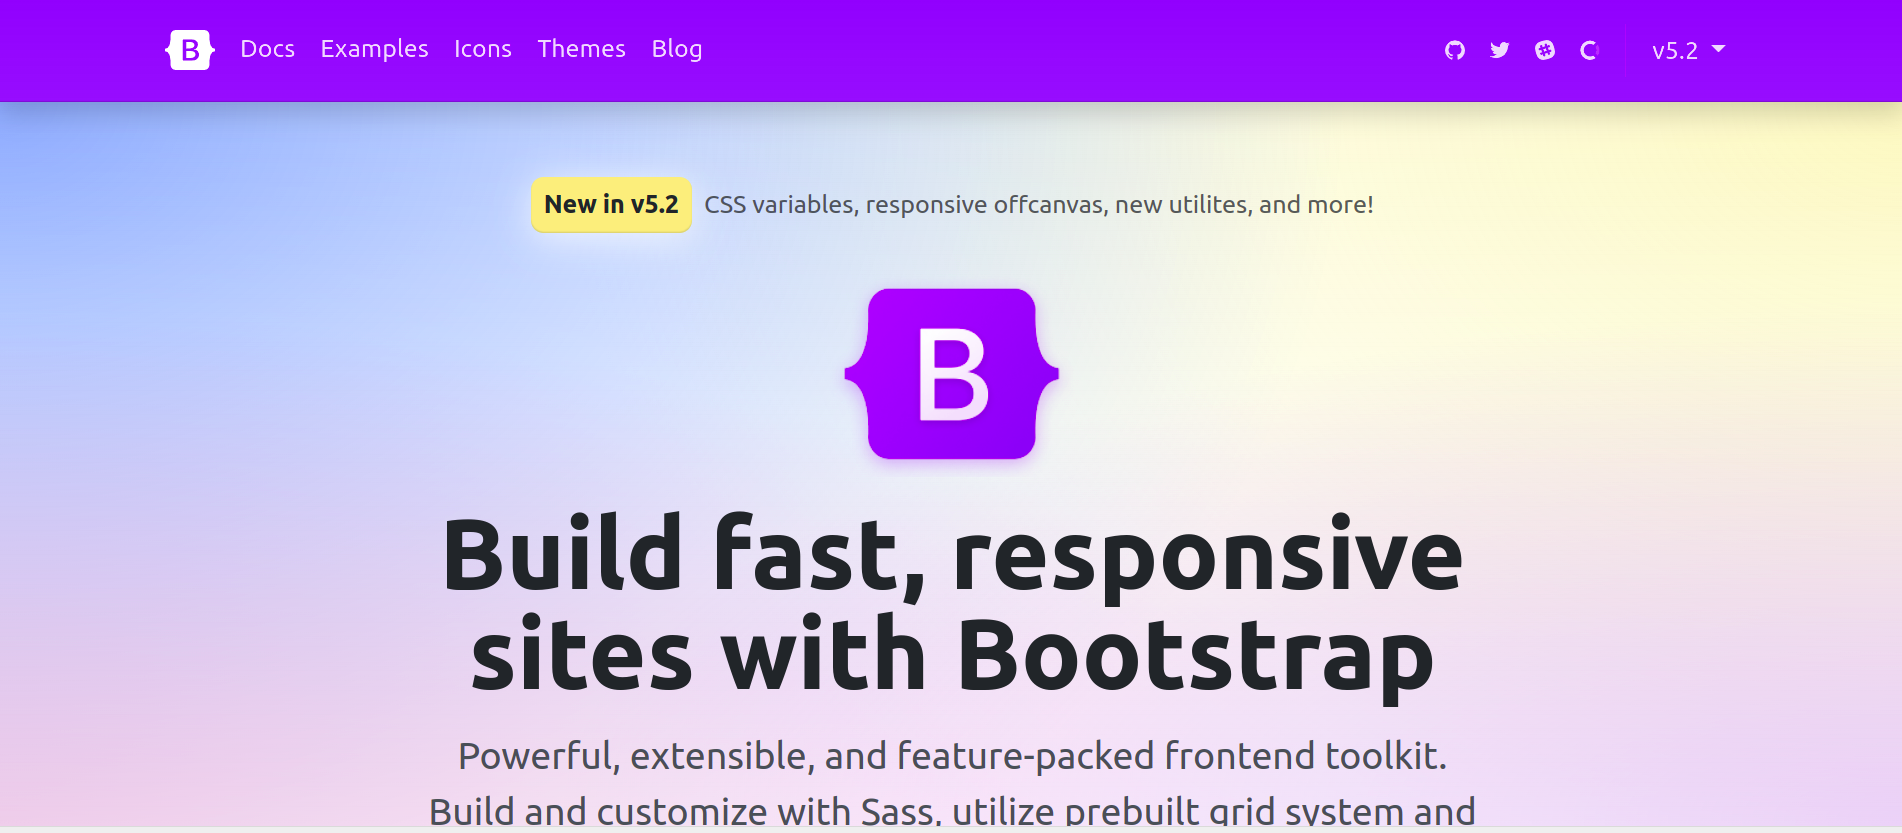 B Docs Examples Icons Themes Blog v5.2
New in v5.2 CSS variables, responsive offcanvas, new utilites, and more!
B
Build fast, responsive
sites with Bootstrap
Powerful, extensible, and feature-packed frontend toolkit.
Build and customize with Sass, utilize prebuilt grid system and